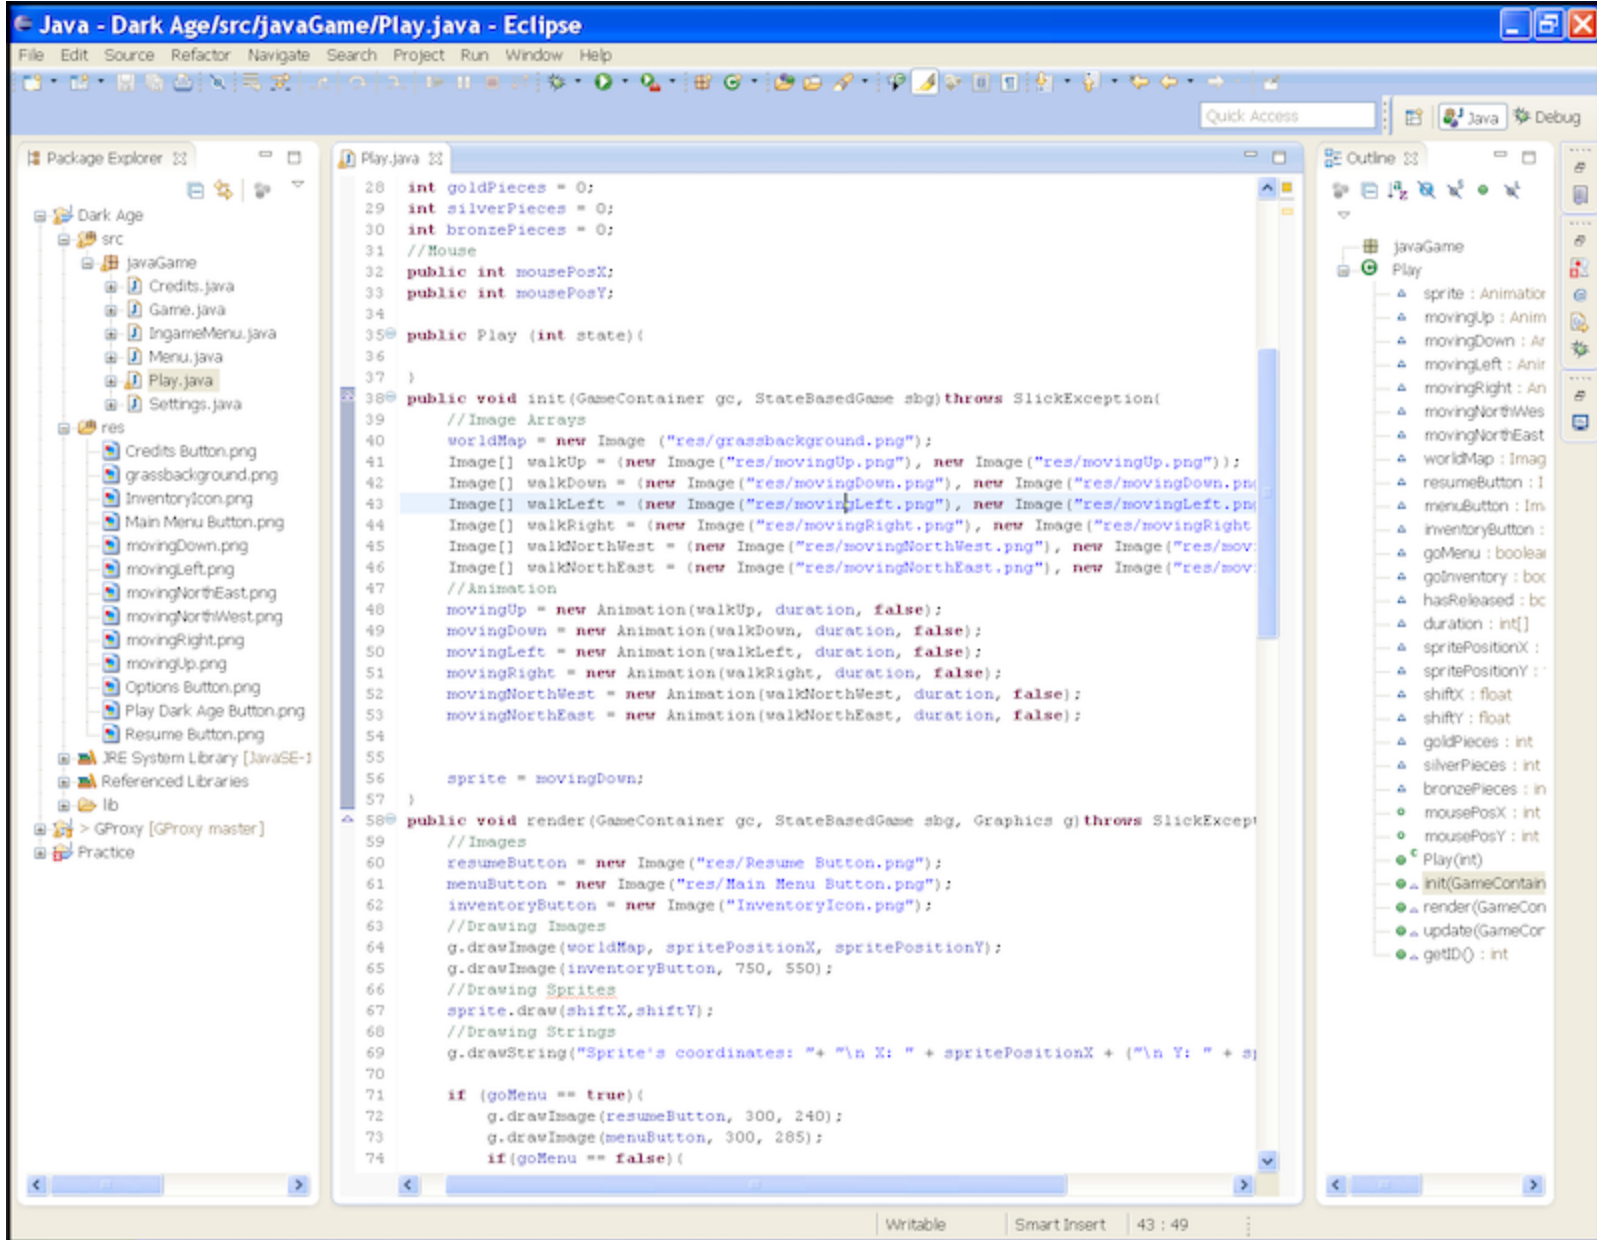 Java - Dark Age/src/javaGame/Play.java - Eclipse
File Edit Source Refactor Navigate Search Project Run Window Help
Quick Access
Java
Debug
Package Explorer
Dark Age
src
javaGame
Credits.java
Game.java
IngameMenu.java
Menu.java
Play.java
Settings.java
res
Credits Button.png
grassbackground.png
InventoryIcon.png
Main Menu Button.png
movingDown.png
movingLeft.png
movingNorthEast.png
movingNorthWest.png
movingRight.png
movingUp.png
Options Button.png
Play Dark Age Button.png
Resume Button.png
JRE System Library [JavaSE-1
Referenced Libraries
lib
> GProxy [GProxy master]
Practice
Play.java
28 int goldPieces = 0;
29 int silverPieces = 0;
30 int bronzePieces = 0;
31 //Mouse
32 public int mousePosX;
33 public int mousePosY;
34
35 public Play (int state){
36
37 }
38 public void init(GameContainer gc, StateBasedGame sbg)throws SlickException{
39 //Image Arrays
40 worldMap = new Image ("res/grassbackground.png");
41 Image[] walkUp = {new Image("res/movingUp.png"), new Image("res/movingUp.png")};
42 Image[] walkDown = {new Image("res/movingDown.png"), new Image("res/movingDown.png
43 Image[] walkLeft = {new Image("res/movingLeft.png"), new Image("res/movingLeft.png
44 Image[] walkRight = {new Image("res/movingRight.png"), new Image("res/movingRight
45 Image[] walkNorthWest = {new Image("res/movingNorthWest.png"), new Image("res/mov
46 Image[] walkNorthEast = {new Image("res/movingNorthEast.png"), new Image("res/mov
47 //Animation
48 movingUp = new Animation(walkUp, duration, false);
49 movingDown = new Animation(walkDown, duration, false);
50 movingLeft = new Animation(walkLeft, duration, false);
51 movingRight = new Animation(walkRight, duration, false);
52 movingNorthWest = new Animation(walkNorthWest, duration, false);
53 movingNorthEast = new Animation(walkNorthEast, duration, false);
54
55
56 sprite = movingDown;
57 }
58 public void render(GameContainer gc, StateBasedGame sbg, Graphics g)throws SlickExcept
59 //Images
60 resumeButton = new Image("res/Resume Button.png");
61 menuButton = new Image("res/Main Menu Button.png");
62 inventoryButton = new Image("InventoryIcon.png");
63 //Drawing Images
64 g.drawImage(worldMap, spritePositionX, spritePositionY);
65 g.drawImage(inventoryButton, 750, 550);
66 //Drawing Sprites
67 sprite.draw(shiftX,shiftY);
68 //Drawing Strings
69 g.drawString("Sprite's coordinates: "+ "\n X: " + spritePositionX + ("\n Y: " + sp
70
71 if (goMenu == true){
72 g.drawImage(resumeButton, 300, 240);
73 g.drawImage(menuButton, 300, 285);
74 if(goMenu == false){
Outline
javaGame
Play
sprite : Animation
movingUp : Anim
movingDown : Ar
movingLeft : Anir
movingRight : An
movingNorthWes
movingNorthEast
worldMap : Imag
resumeButton : I
menuButton : Im
inventoryButton :
goMenu : boolea
goInventory : boo
hasReleased : bo
duration : int[]
spritePositionX :
spritePositionY :
shiftX : float
shiftY : float
goldPieces : int
silverPieces : int
bronzePieces : in
mousePosX : int
mousePosY : int
Play(int)
init(GameContain
render(GameCon
update(GameCor
getID() : int
Writable
Smart Insert
43 : 49